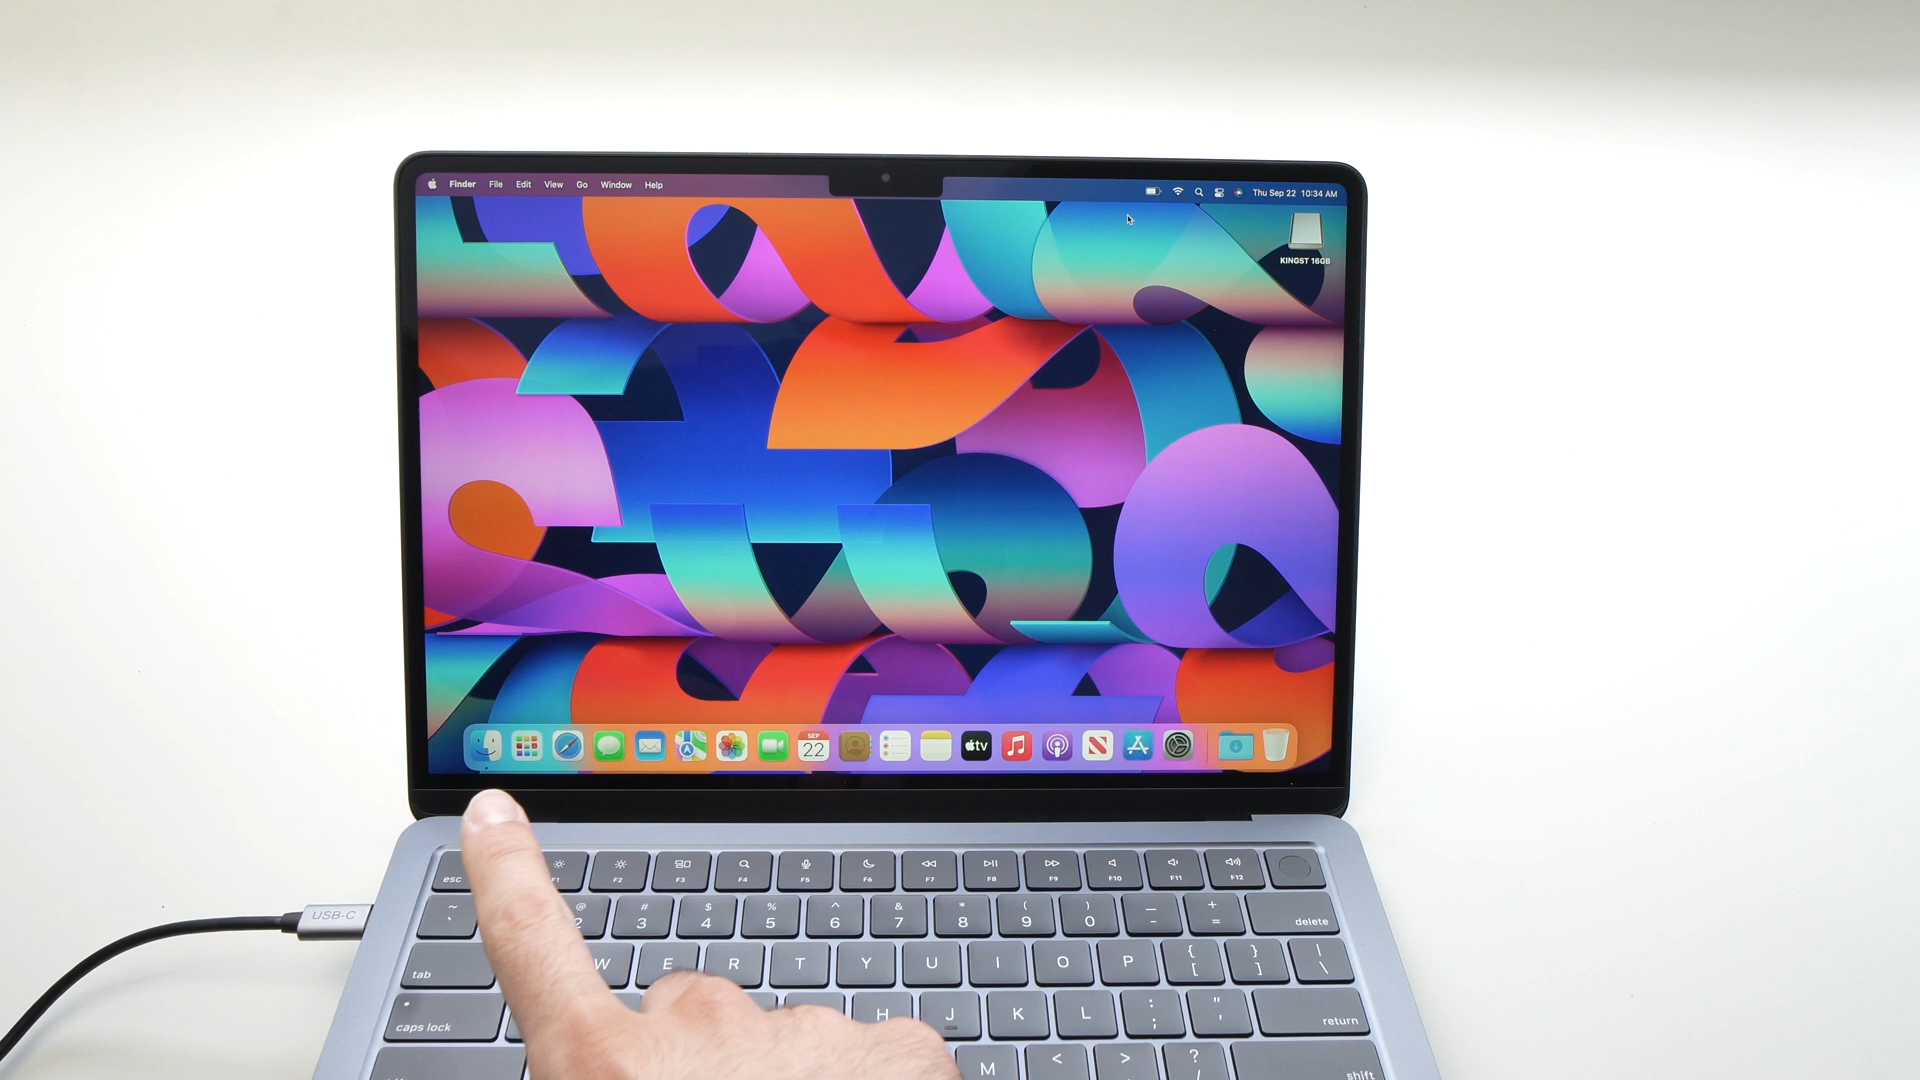 Finder File Edit View Go Window Help
Thu Sep 22 10:34 AM
KINGST 16GB
SEP
22
tv
esc F1 F2 F3 F4 F5 F6 F7 F8 F9 F10 F11 F12
~ @ # $ % ^ & * ( ) _ +
` 2 3 4 5 6 7 8 9 0 - = delete
USB-C
tab W E R T Y U I O P { [ } ] | \
caps lock H J K L : ; " ' return
M < > ? / shift